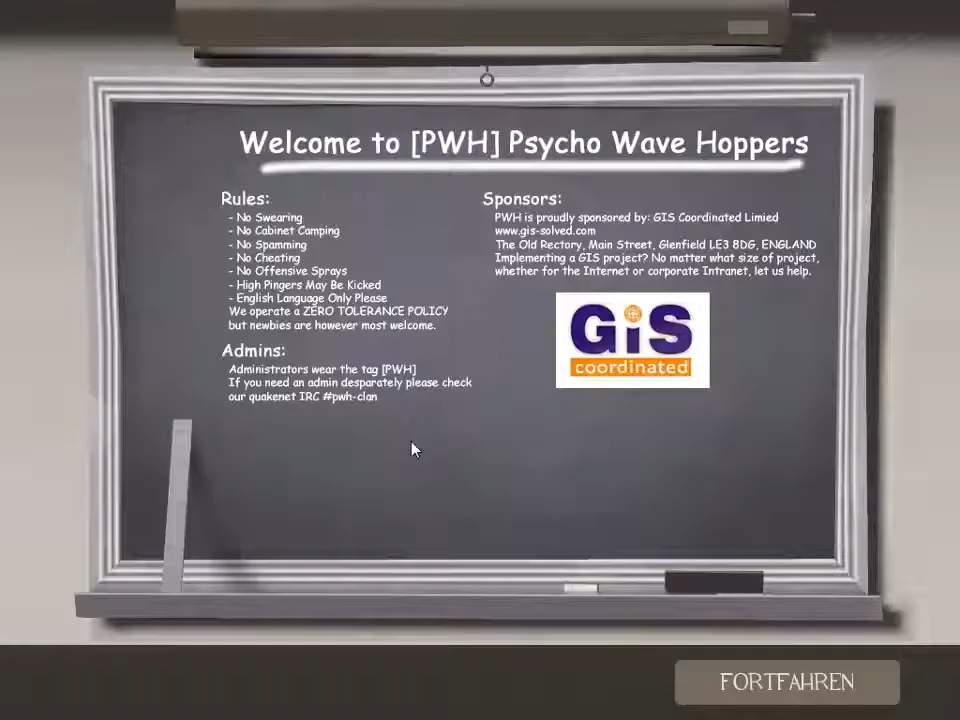 Welcome to [PWH] Psycho Wave Hoppers
Rules:
- No Swearing
- No Cabinet Camping
- No Spamming
- No Cheating
- No Offensive Sprays
- High Pingers May Be Kicked
- English Language Only Please
We operate a ZERO TOLERANCE POLICY
but newbies are however most welcome.
Admins:
Administrators wear the tag [PWH]
If you need an admin desparately please check
our quakenet IRC #pwh-clan
Sponsors:
PWH is proudly sponsored by: GIS Coordinated Limied
www.gis-solved.com
The Old Rectory, Main Street, Glenfield LE3 8DG, ENGLAND
Implementing a GIS project? No matter what size of project,
whether for the Internet or corporate Intranet, let us help.
GiS
coordinated
FORTFAHREN